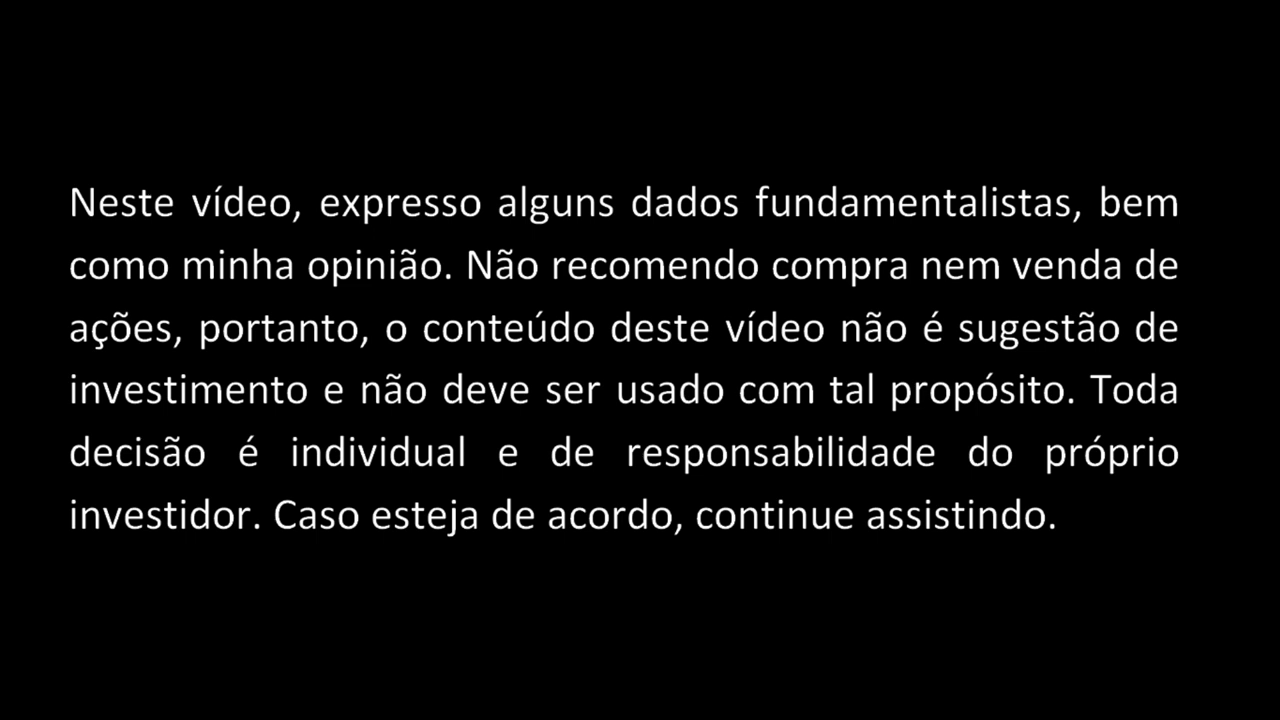 Neste vídeo, expresso alguns dados fundamentalistas, bem
como minha opinião. Não recomendo compra nem venda de
ações, portanto, o conteúdo deste vídeo não é sugestão de
investimento e não deve ser usado com tal propósito. Toda
decisão é individual e de responsabilidade do próprio
investidor. Caso esteja de acordo, continue assistindo.